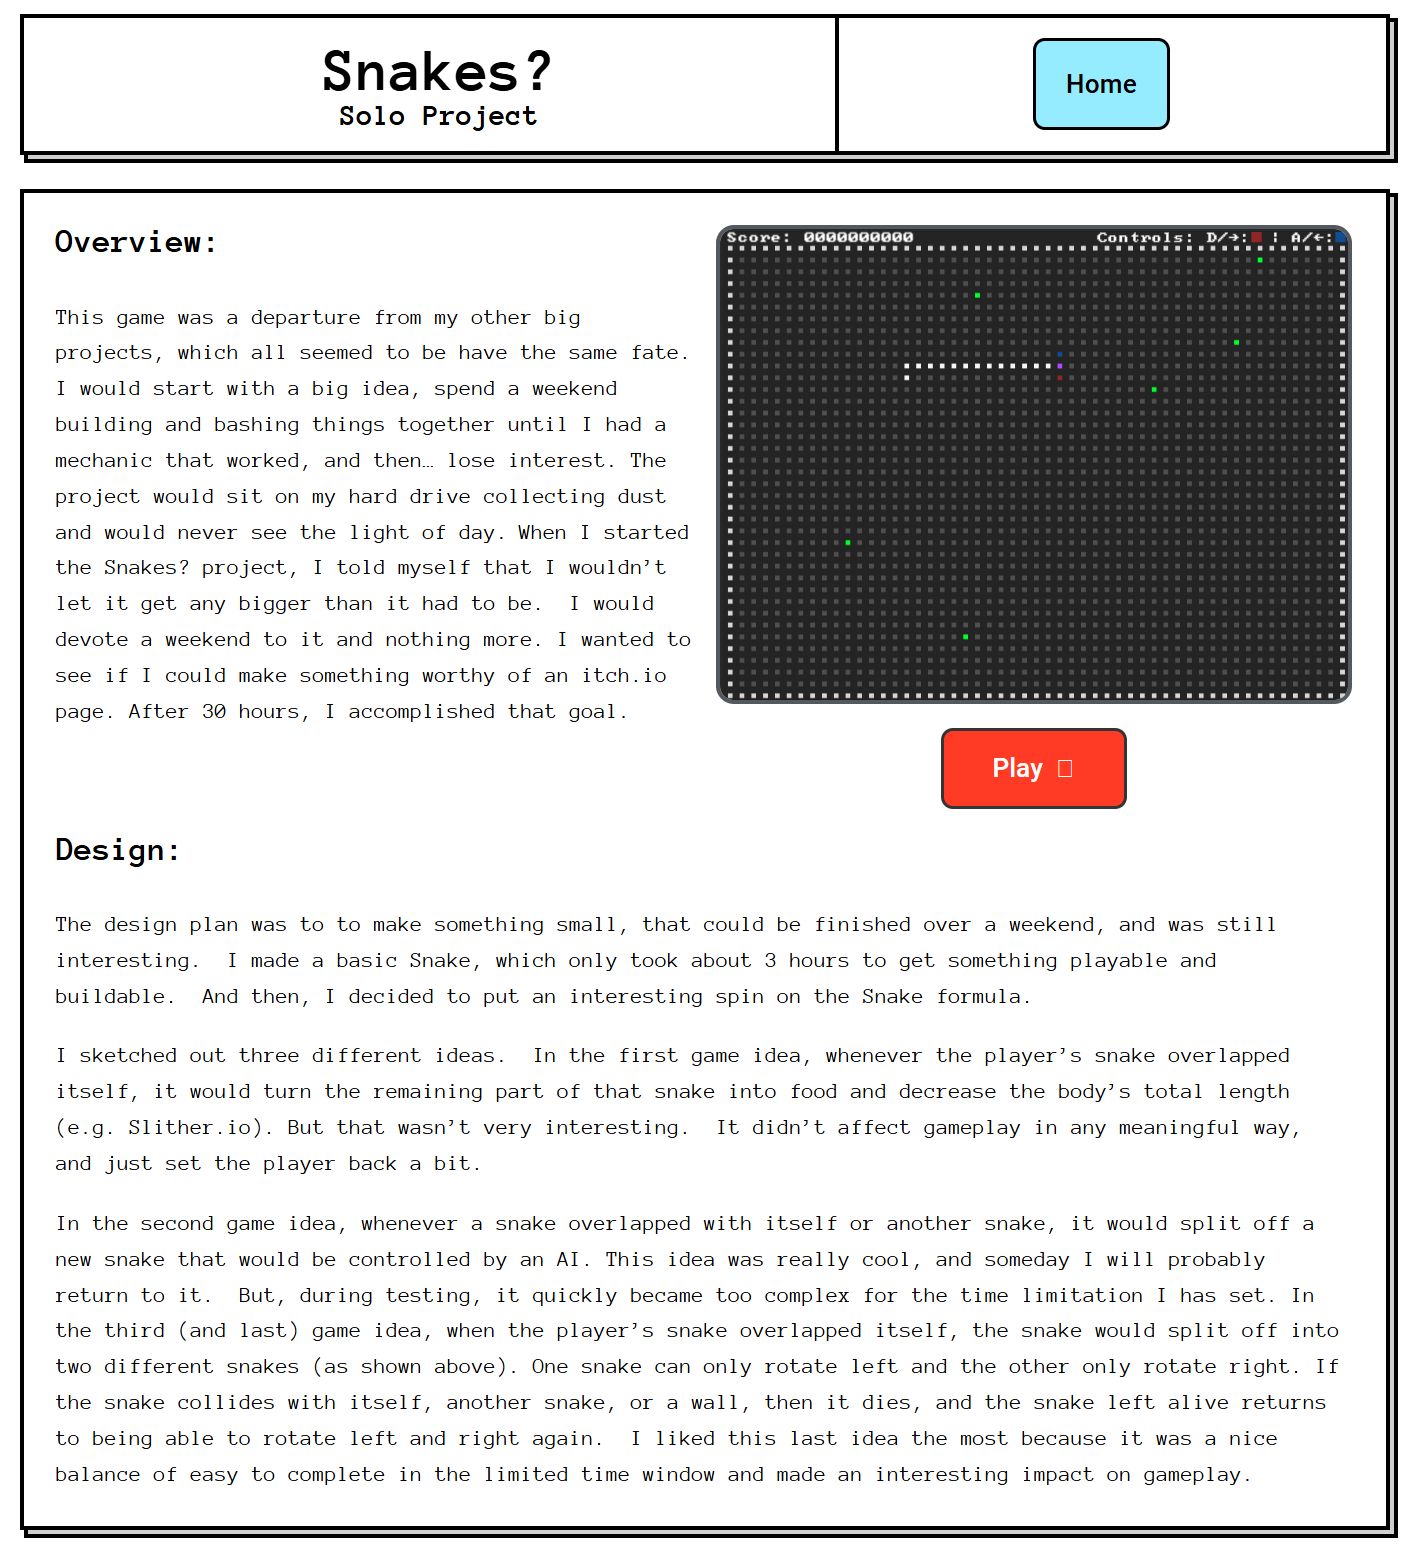 Snakes?
Solo Project
Home
Overview:
This game was a departure from my other big
projects, which all seemed to be have the same fate.
I would start with a big idea, spend a weekend
building and bashing things together until I had a
mechanic that worked, and then… lose interest. The
project would sit on my hard drive collecting dust
and would never see the light of day. When I started
the Snakes? project, I told myself that I wouldn’t
let it get any bigger than it had to be.  I would
devote a weekend to it and nothing more. I wanted to
see if I could make something worthy of an itch.io
page. After 30 hours, I accomplished that goal.
Score: 0000000000 Controls: D/→: ¦ A/←:
Play
Design:
The design plan was to to make something small, that could be finished over a weekend, and was still
interesting.  I made a basic Snake, which only took about 3 hours to get something playable and
buildable.  And then, I decided to put an interesting spin on the Snake formula.
I sketched out three different ideas.  In the first game idea, whenever the player’s snake overlapped
itself, it would turn the remaining part of that snake into food and decrease the body’s total length
(e.g. Slither.io). But that wasn’t very interesting.  It didn’t affect gameplay in any meaningful way,
and just set the player back a bit.
In the second game idea, whenever a snake overlapped with itself or another snake, it would split off a
new snake that would be controlled by an AI. This idea was really cool, and someday I will probably
return to it.  But, during testing, it quickly became too complex for the time limitation I has set. In
the third (and last) game idea, when the player’s snake overlapped itself, the snake would split off into
two different snakes (as shown above). One snake can only rotate left and the other only rotate right. If
the snake collides with itself, another snake, or a wall, then it dies, and the snake left alive returns
to being able to rotate left and right again.  I liked this last idea the most because it was a nice
balance of easy to complete in the limited time window and made an interesting impact on gameplay.